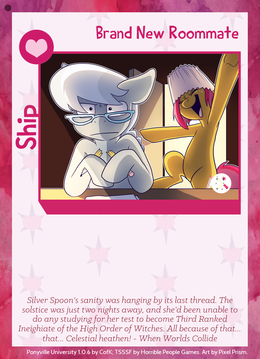 Brand New Roommate
Ship
Silver Spoon's sanity was hanging by its last thread. The
solstice was just two nights away, and she'd been unable to
do any studying for her test to become Third Ranked
Ineighiate of the High Order of Witches. All because of that...
that... Celestial heathen! - When Worlds Collide
Ponyville University 1.0.6 by CofK, TSSSF by Horrible People Games. Art by Pixel Prism.